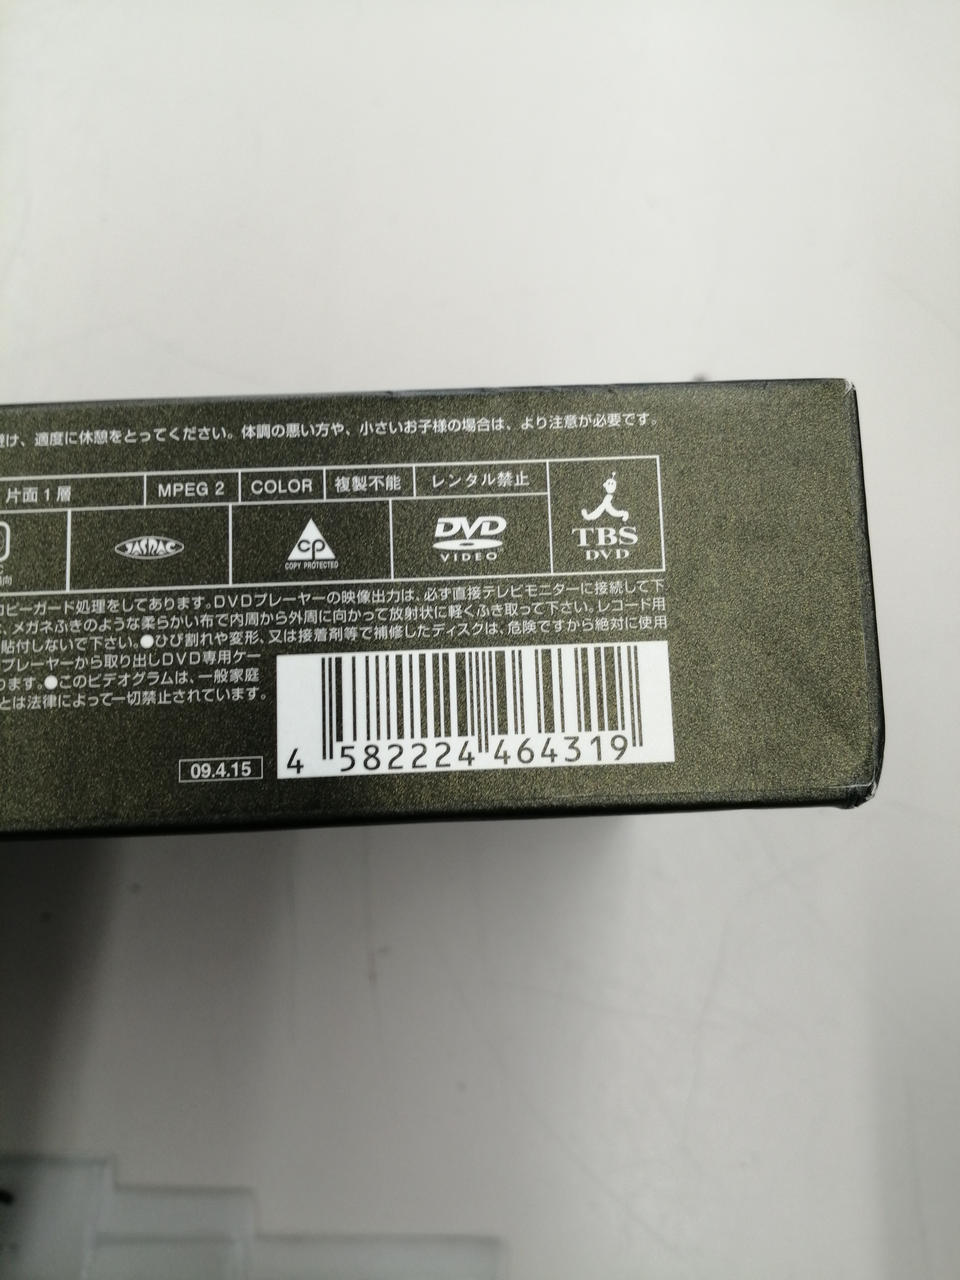 避け、適度に休憩をとってください。体調の悪い方や、小さいお子様の場合は、より注意が必要です。
片面1層 MPEG 2 COLOR 複製不能 レンタル禁止
JASRAC CP COPY PROTECTED DVD VIDEO TBS DVD
向
コピーガード処理をしてあります。DVDプレーヤーの映像出力は、必ず直接テレビモニターに接続して下
、メガネふきのような柔らかい布で内周から外周に向かって放射状に軽くふき取って下さい。レコード用
貼付しないで下さい。●ひび割れや変形、又は接着剤等で補修したディスクは、危険ですから絶対に使用
プレーヤーから取り出しDVD専用ケー
ります。●このビデオグラムは、一般家庭
とは法律によって一切禁止されています。
09.4.15
4 582224 464319